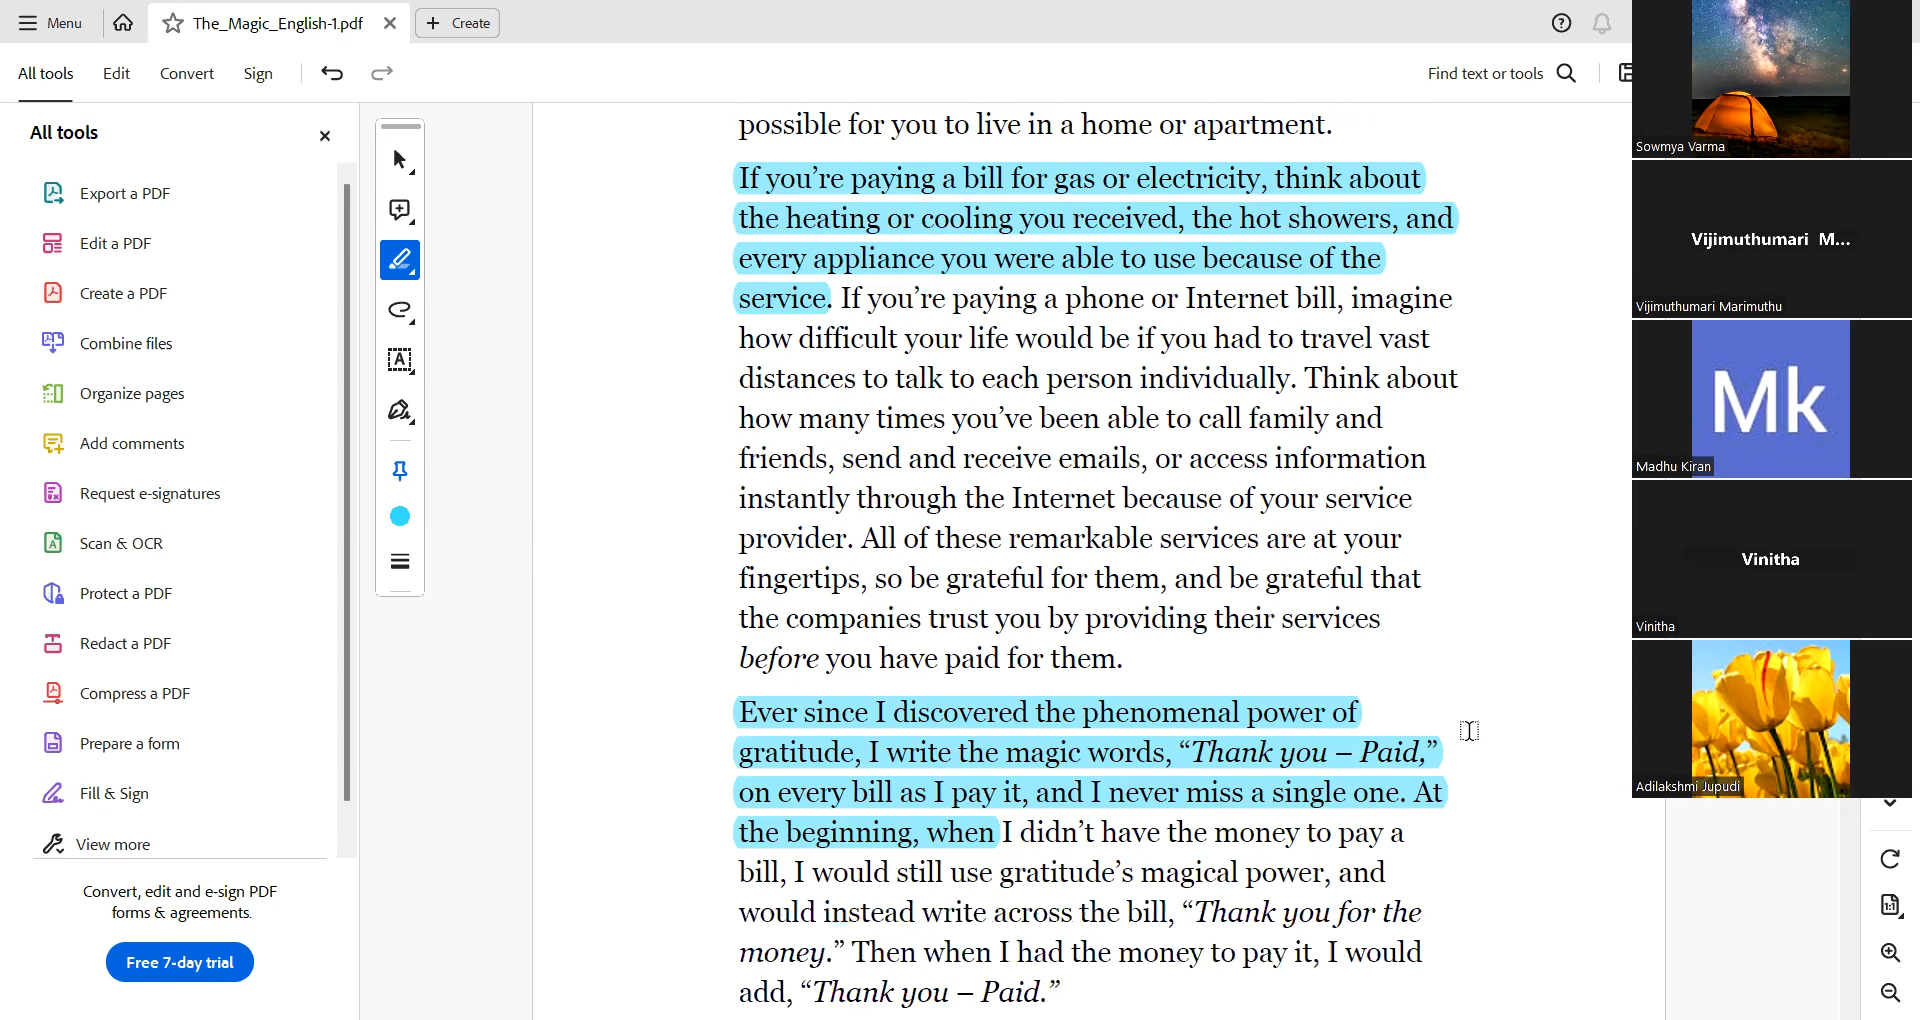 Menu
The_Magic_English-1.pdf
Create
All tools
Edit
Convert
Sign
Find text or tools
All tools
Export a PDF
Edit a PDF
Create a PDF
Combine files
Organize pages
Add comments
Request e-signatures
Scan & OCR
Protect a PDF
Redact a PDF
Compress a PDF
Prepare a form
Fill & Sign
View more
Convert, edit and e-sign PDF
forms & agreements.
Free 7-day trial
possible for you to live in a home or apartment.
If you’re paying a bill for gas or electricity, think about
the heating or cooling you received, the hot showers, and
every appliance you were able to use because of the
service. If you’re paying a phone or Internet bill, imagine
how difficult your life would be if you had to travel vast
distances to talk to each person individually. Think about
how many times you’ve been able to call family and
friends, send and receive emails, or access information
instantly through the Internet because of your service
provider. All of these remarkable services are at your
fingertips, so be grateful for them, and be grateful that
the companies trust you by providing their services
before you have paid for them.
Ever since I discovered the phenomenal power of
gratitude, I write the magic words, “Thank you – Paid,”
on every bill as I pay it, and I never miss a single one. At
the beginning, when I didn’t have the money to pay a
bill, I would still use gratitude’s magical power, and
would instead write across the bill, “Thank you for the
money.” Then when I had the money to pay it, I would
add, “Thank you – Paid.”
Sowmya Varma
Vijimuthumari M...
Vijimuthumari Marimuthu
Mk
Madhu Kiran
Vinitha
Vinitha
Adilakshmi Jupudi
1:1